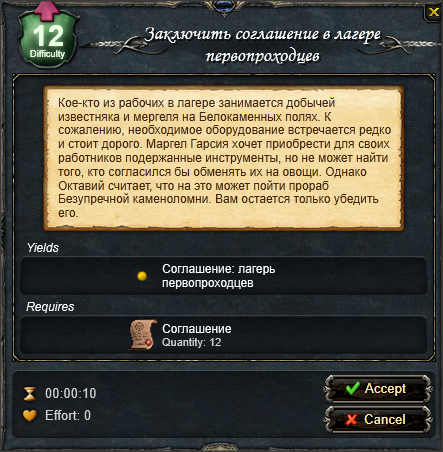 12
Difficulty
Заключить соглашение в лагере
первопроходцев
Кое-кто из рабочих в лагере занимается добычей
известняка и мергеля на Белокаменных полях. К
сожалению, необходимое оборудование встречается редко
и стоит дорого. Маргел Гарсия хочет приобрести для своих
работников подержанные инструменты, но не может найти
того, кто согласился бы обменять их на овощи. Однако
Октавий считает, что на это может пойти прораб
Безупречной каменоломни. Вам остается только убедить
его.
Yields
Соглашение: лагерь
первопроходцев
Requires
Соглашение
Quantity: 12
00:00:10
Accept
Effort: 0
Cancel